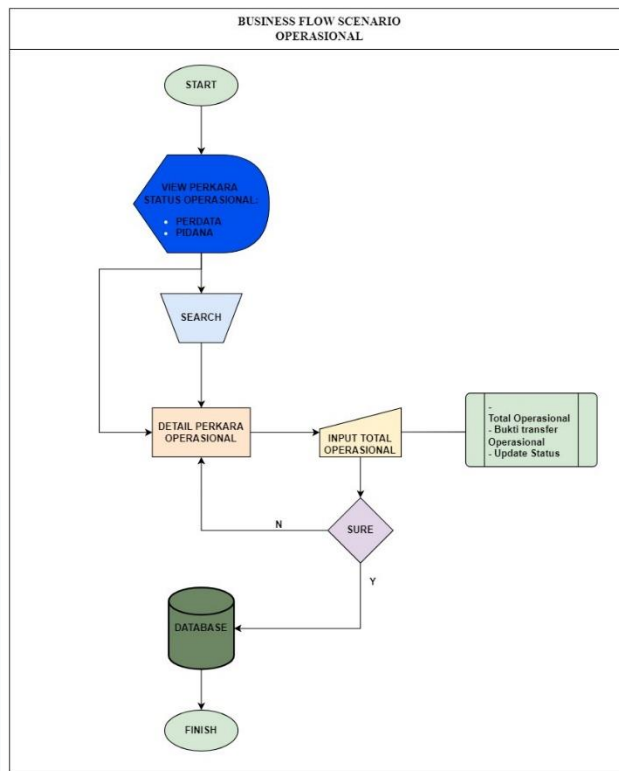 BUSINESS FLOW SCENARIO
OPERASIONAL
START
VIEW PERKARA
STATUS OPERASIONAL:
• PERDATA
• PIDANA
SEARCH
DETAIL PERKARA
OPERASIONAL
INPUT TOTAL
OPERASIONAL
-
Total Operasional
- Bukti transfer
Operasional
- Update Status
N
SURE
Y
DATABASE
FINISH